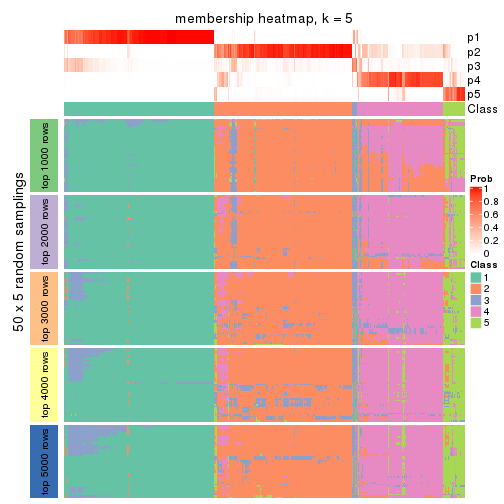 membership heatmap, k = 5
p1
p2
p3
p4
p5
Class
50 x 5 random samplings
top 1000 rows
top 2000 rows
top 3000 rows
top 4000 rows
top 5000 rows
Prob
1
0.8
0.6
0.4
0.2
0
Class
1
2
3
4
5